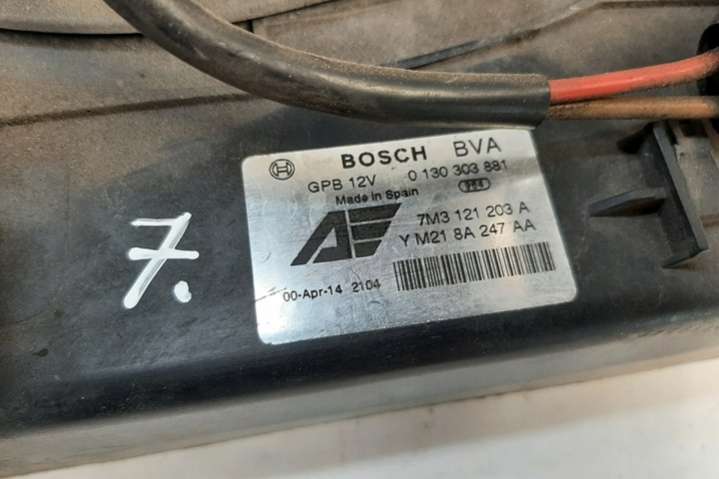 BOSCH BVA
GPB 12V 0 130 303 881
Made in Spain
7M3 121 203 A
YM21 8A 247 AA
00-Apr-14 2104
7.